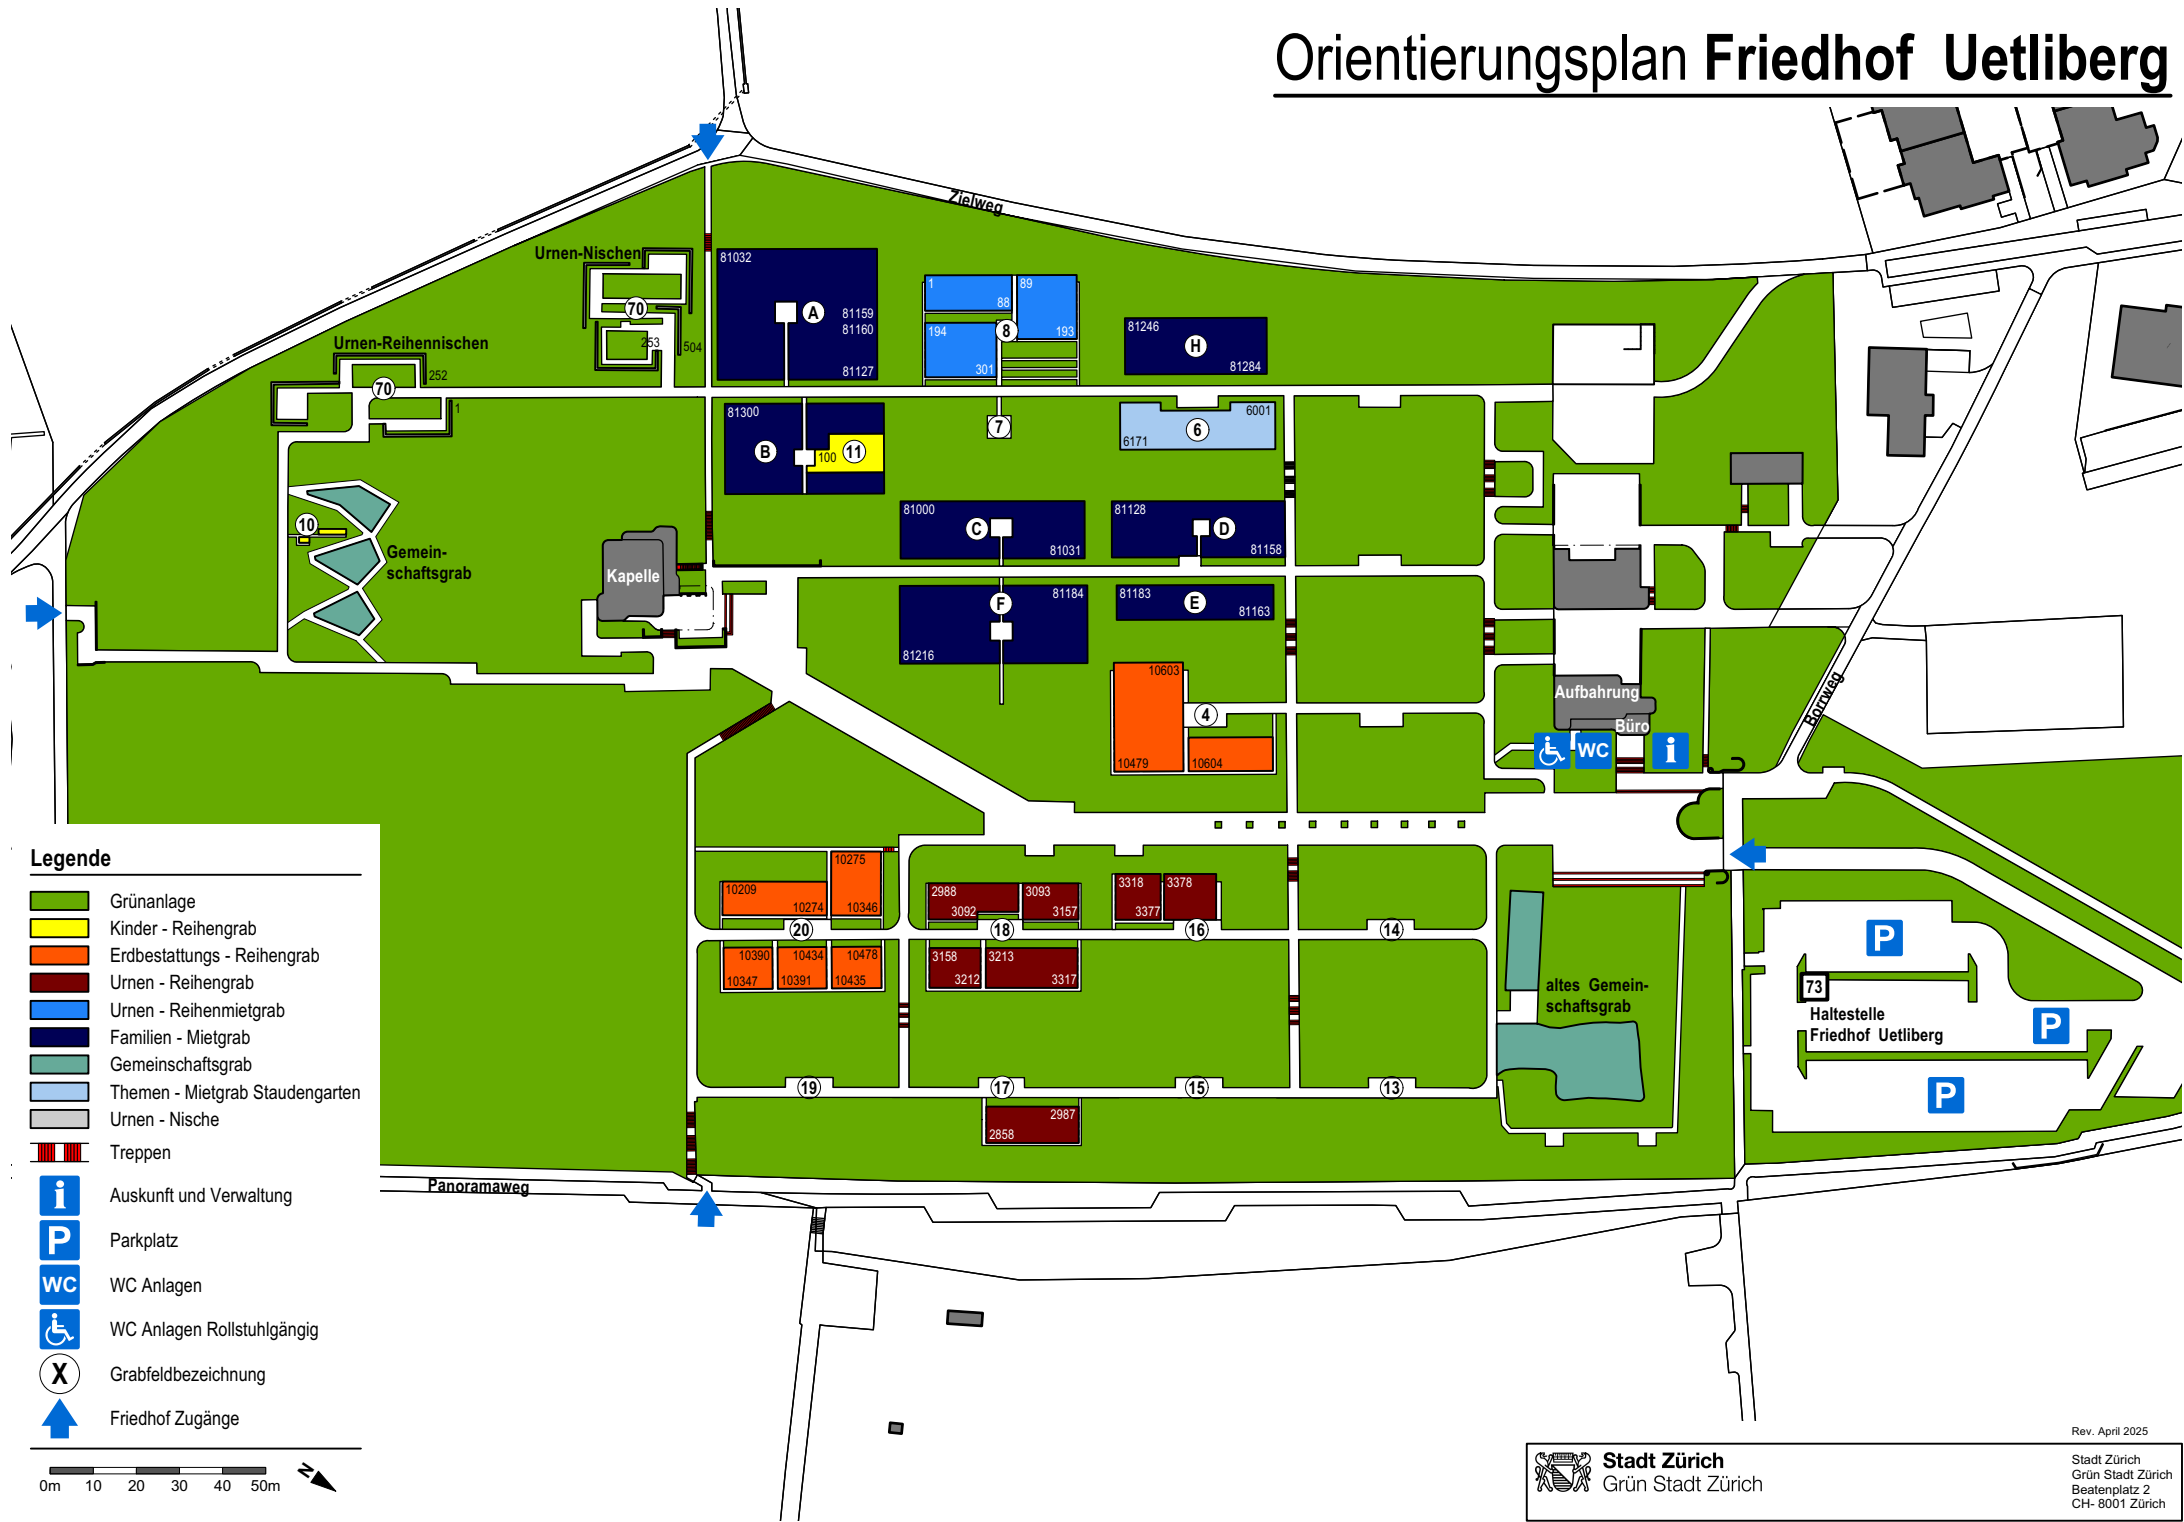 Orientierungsplan Friedhof Uetliberg
Zielweg
Urnen-Nischen
70
253
504
Urnen-Reihennischen
252
70
1
81032
A
81159
81160
81127
1
88
89
193
8
194
301
81246
H
81284
81300
B
100
11
7
6001
6171
6
10
Gemein-
schaftsgrab
Kapelle
81000
C
81031
81128
D
81158
F
81184
81216
81183
E
81163
10603
4
10479
10604
Aufbahrung
Büro
WC
i
Borrweg
10275
10209
10274
10346
20
10390
10434
10478
10347
10391
10435
2988
3093
3092
3157
18
3158
3213
3212
3317
3318
3378
3377
16
14
altes Gemein-
schaftsgrab
19
17
15
13
2987
2858
P
73
Haltestelle
Friedhof Uetliberg
P
P
Panoramaweg
Legende
Grünanlage
Kinder - Reihengrab
Erdbestattungs - Reihengrab
Urnen - Reihengrab
Urnen - Reihenmietgrab
Familien - Mietgrab
Gemeinschaftsgrab
Themen - Mietgrab Staudengarten
Urnen - Nische
Treppen
i Auskunft und Verwaltung
P Parkplatz
WC WC Anlagen
WC Anlagen Rollstuhlgängig
X Grabfeldbezeichnung
Friedhof Zugänge
0m 10 20 30 40 50m
N
Rev. April 2025
Stadt Zürich
Grün Stadt Zürich
Stadt Zürich
Grün Stadt Zürich
Beatenplatz 2
CH- 8001 Zürich